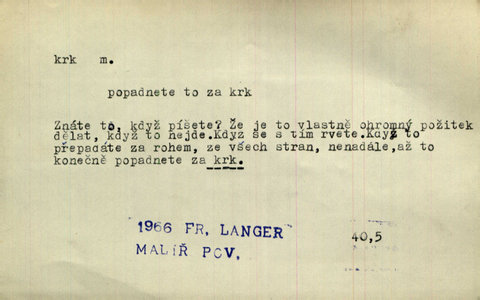 krk m.
popadnete to za krk
Znáte to, když píšete? Že je to vlastně ohromný požitek
dělat, když to nejde.Když se s tím rvete.Když to
přepadáte za rohem, ze všech stran, nenadále,až to
konečně popadnete za krk.
1966 FR. LANGER
MALÍŘ POV.
40,5